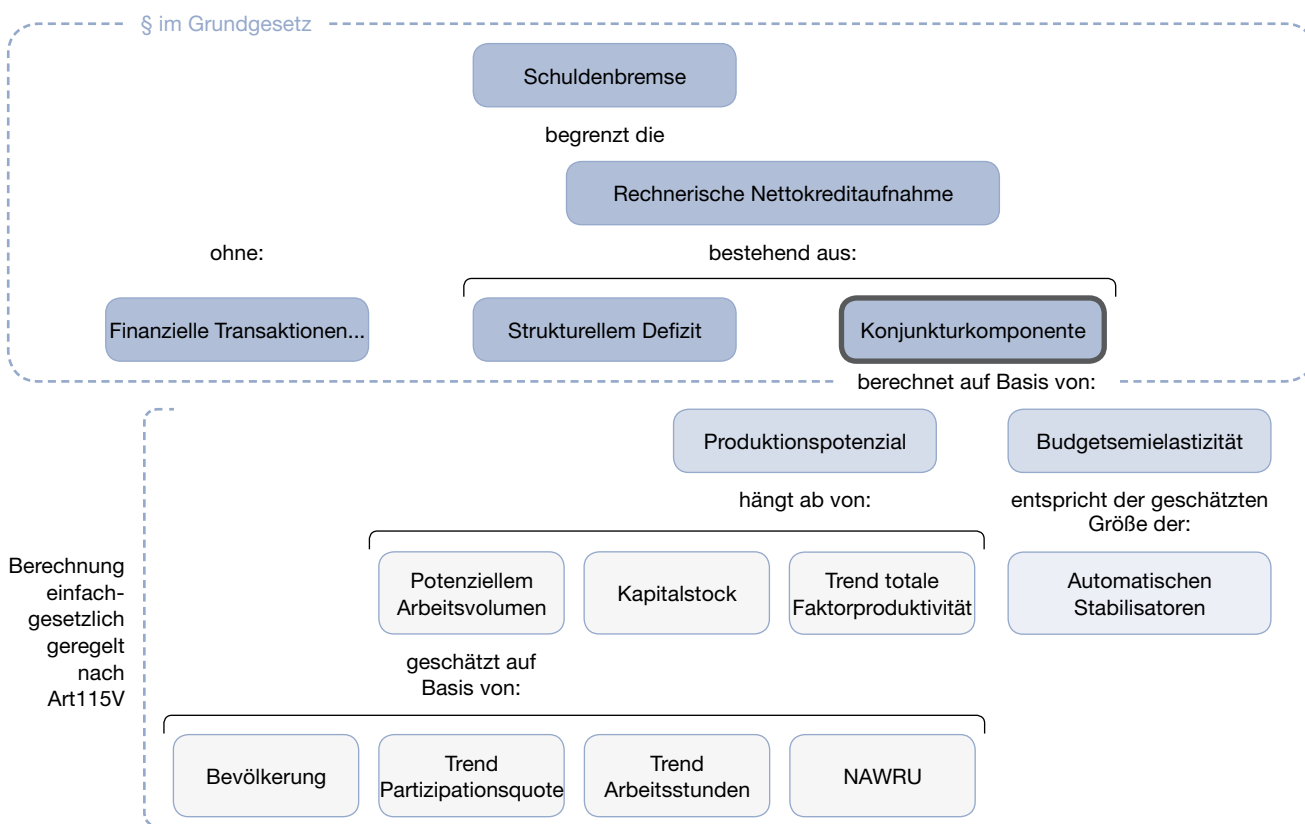 § im Grundgesetz
Schuldenbremse
begrenzt die
Rechnerische Nettokreditaufnahme
ohne:
bestehend aus:
Finanzielle Transaktionen...
Strukturellem Defizit
Konjunkturkomponente
berechnet auf Basis von:
Produktionspotenzial
Budgetsemielastizität
hängt ab von:
entspricht der geschätzten
Größe der:
Berechnung
einfach-
gesetzlich
geregelt
nach
Art115V
Potenziellem
Arbeitsvolumen
Kapitalstock
Trend totale
Faktorproduktivität
Automatischen
Stabilisatoren
geschätzt auf
Basis von:
Bevölkerung
Trend
Partizipationsquote
Trend
Arbeitsstunden
NAWRU